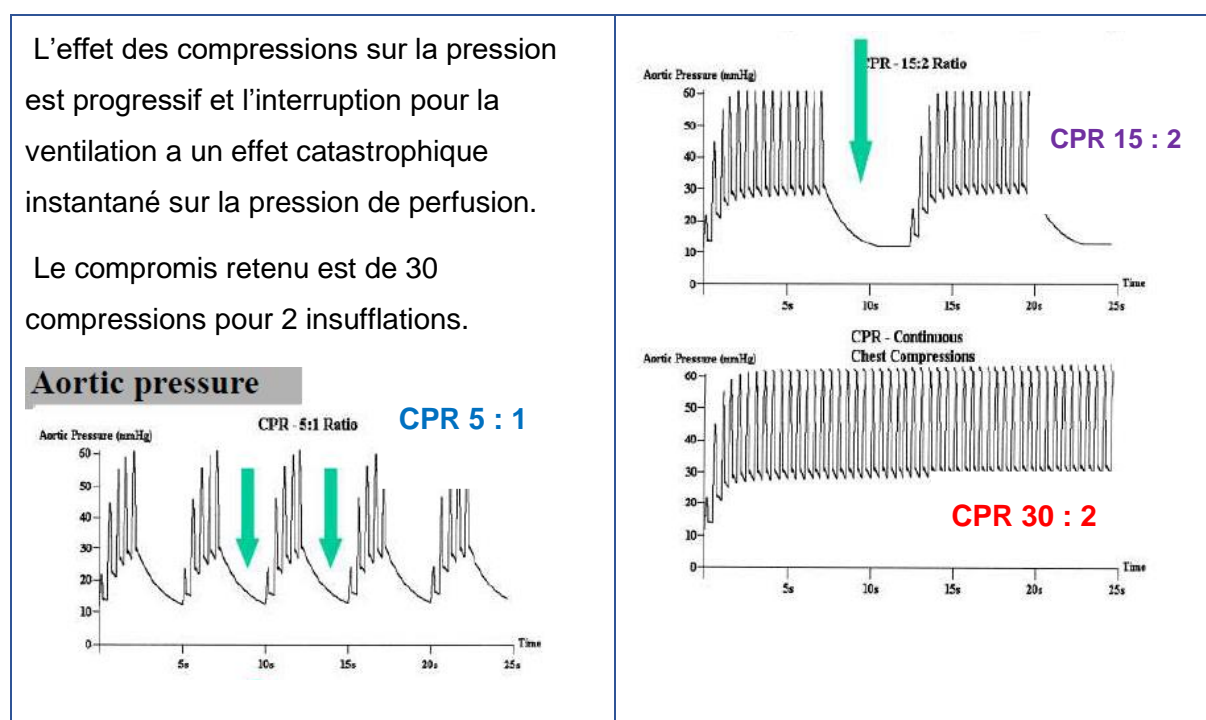 L’effet des compressions sur la pression
est progressif et l’interruption pour la
ventilation a un effet catastrophique
instantané sur la pression de perfusion.
Le compromis retenu est de 30
compressions pour 2 insufflations.
Aortic pressure
CPR 5 : 1
CPR - 5:1 Ratio
Aortic Pressure (mmHg)
60
50
40
30
20
10
0
Time
5s
10s
15s
20s
25s
CPR - 15:2 Ratio
Aortic Pressure (mmHg)
CPR 15 : 2
60
50
40
30
20
10
0
Time
5s
10s
15s
20s
25s
CPR - Continuous
Chest Compressions
Aortic Pressure (mmHg)
60
50
40
30
20
10
0
CPR 30 : 2
Time
5s
10s
15s
20s
25s